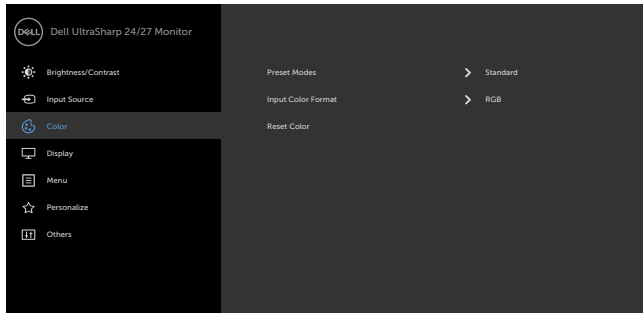 DELL Dell UltraSharp 24/27 Monitor
Brightness/Contrast
Preset Modes Standard
Input Source
Input Color Format RGB
Color
Reset Color
Display
Menu
Personalize
Others